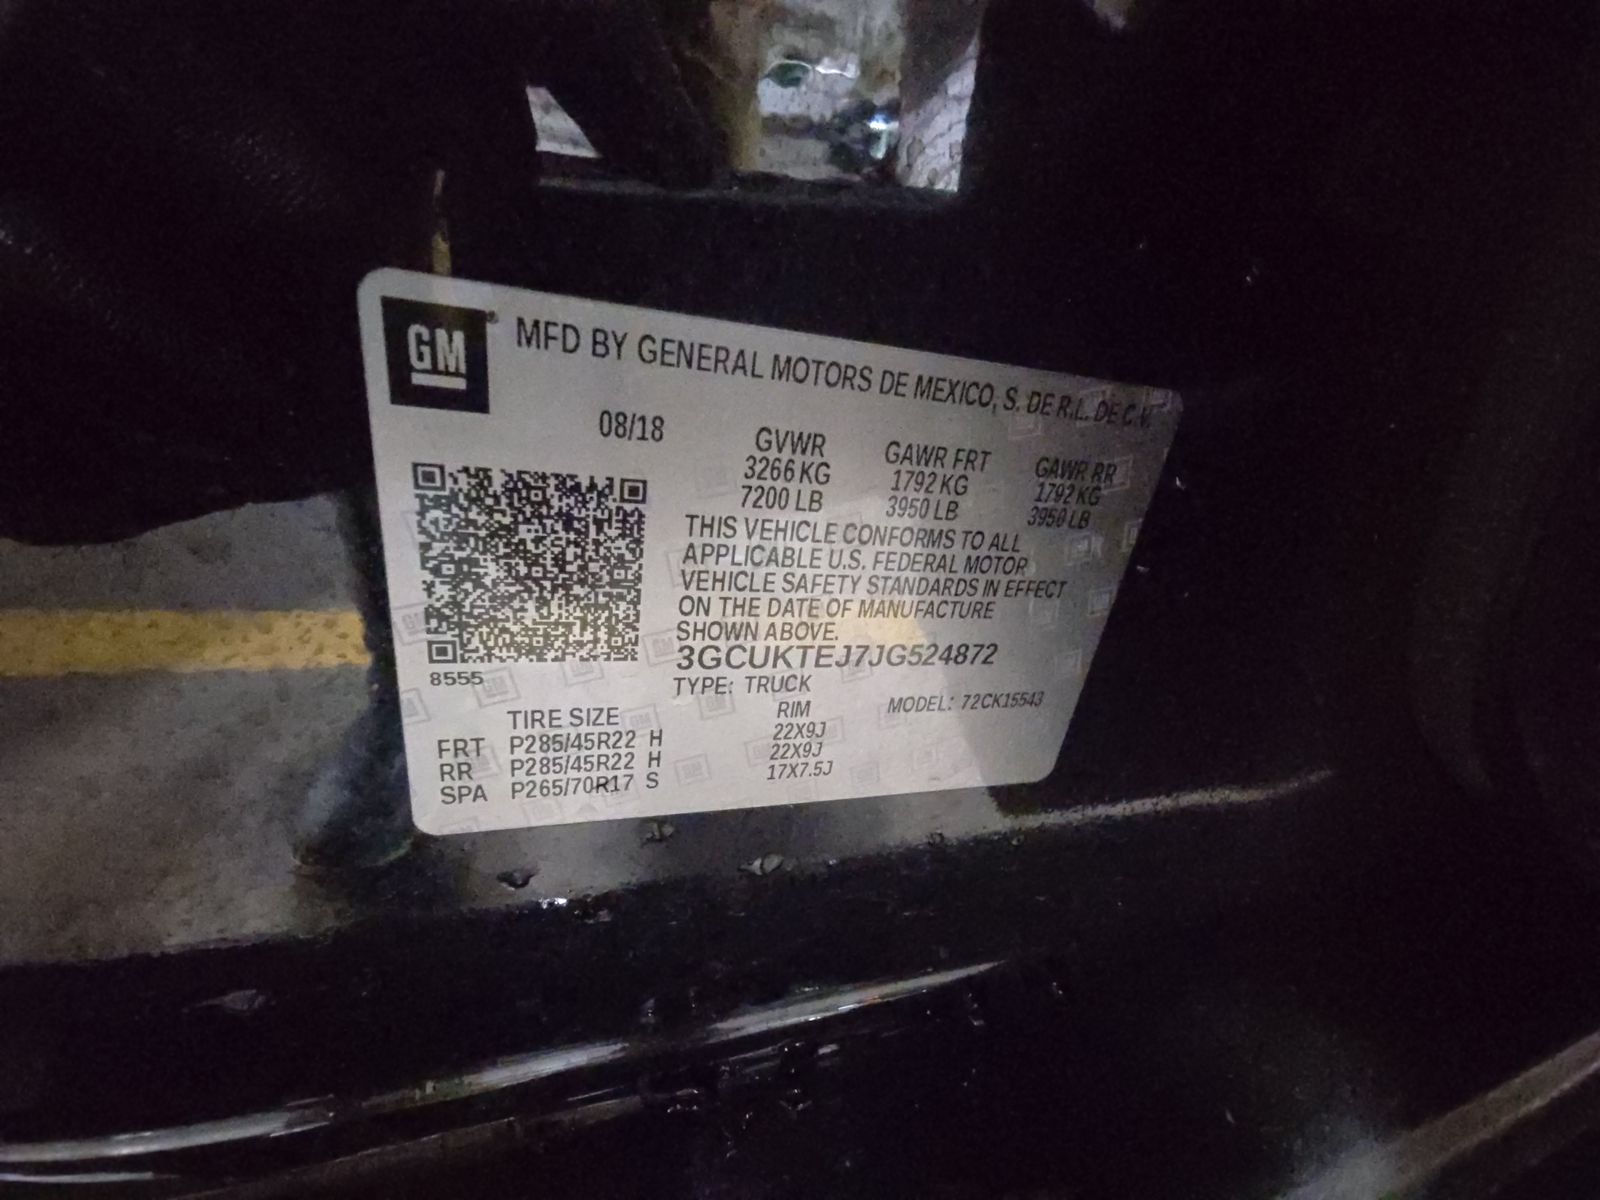 GM® MFD BY GENERAL MOTORS DE MEXICO, S. DE R.L. DE C.V.
08/18
GVWR GAWR FRT GAWR RR
3266 KG 1792 KG 1792 KG
7200 LB 3950 LB 3950 LB
THIS VEHICLE CONFORMS TO ALL
APPLICABLE U.S. FEDERAL MOTOR
VEHICLE SAFETY STANDARDS IN EFFECT
ON THE DATE OF MANUFACTURE
SHOWN ABOVE.
3GCUKTEJ7JG524872
8555
TYPE: TRUCK MODEL: 72CK15543
TIRE SIZE RIM
FRT P285/45R22 H 22X9J
RR P285/45R22 H 22X9J
SPA P265/70R17 S 17X7.5J